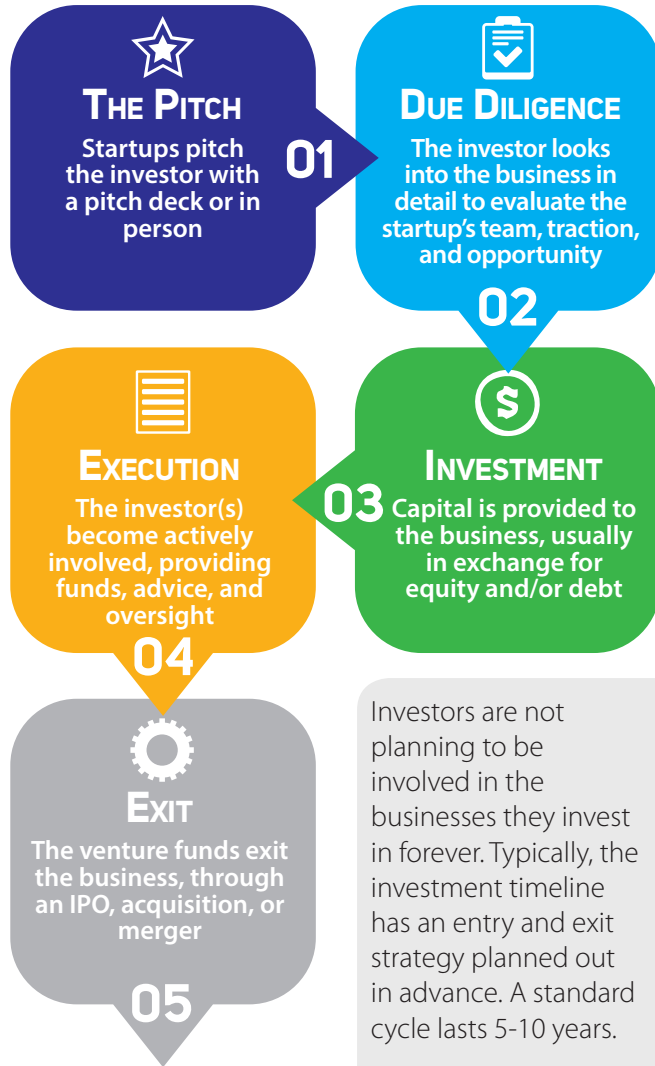 The Pitch
Startups pitch
the investor with
a pitch deck or in
person
01
Due Diligence
The investor looks
into the business in
detail to evaluate the
startup’s team, traction,
and opportunity
02
Investment
Capital is provided to
the business, usually
in exchange for
equity and/or debt
03
Execution
The investor(s)
become actively
involved, providing
funds, advice, and
oversight
04
Exit
The venture funds exit
the business, through
an IPO, acquisition, or
merger
05
Investors are not
planning to be
involved in the
businesses they invest
in forever. Typically, the
investment timeline
has an entry and exit
strategy planned out
in advance. A standard
cycle lasts 5-10 years.